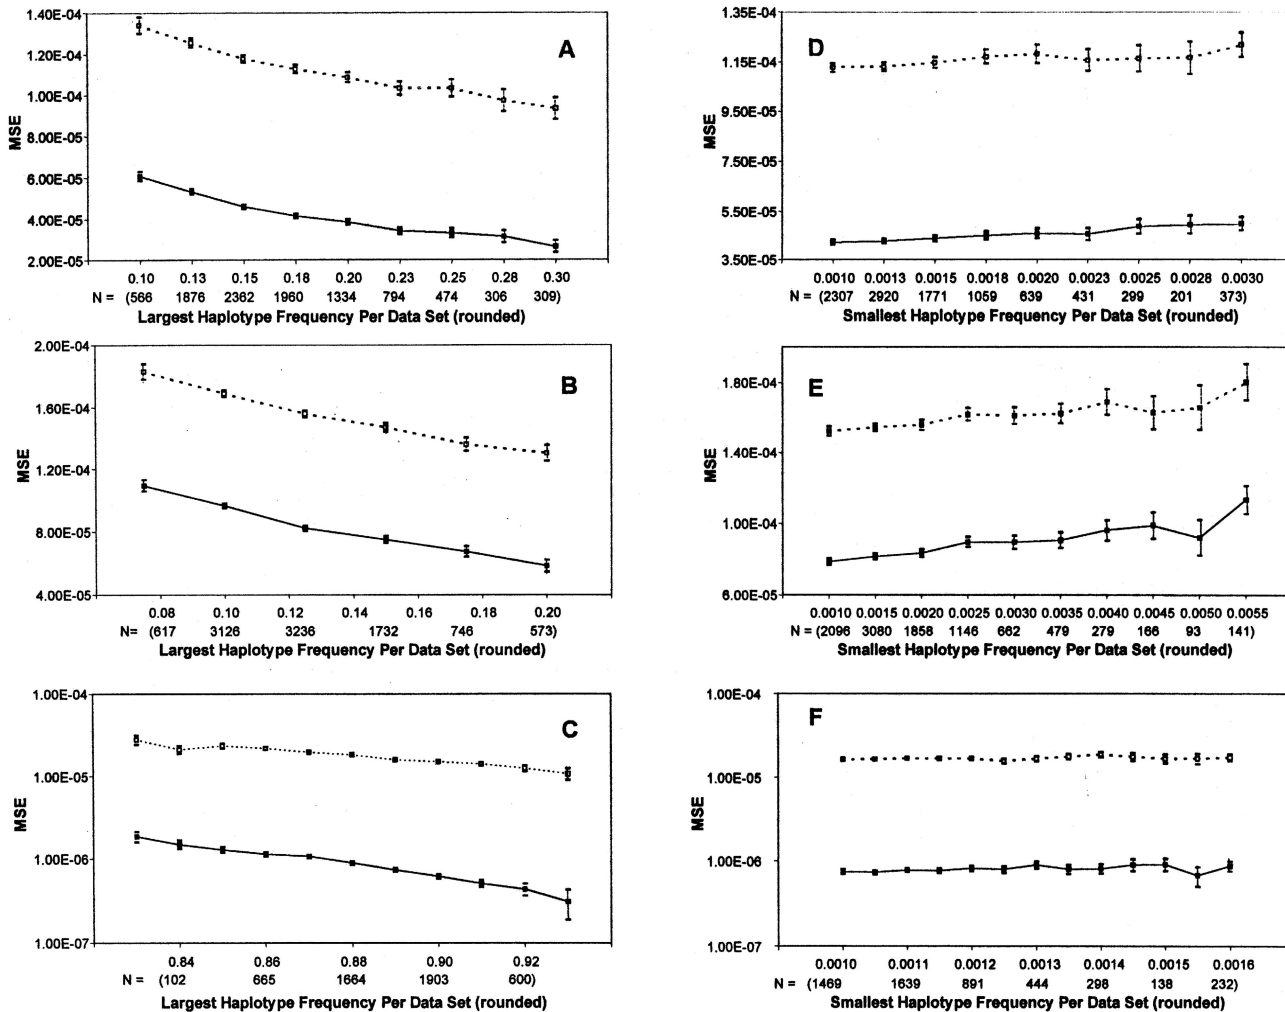 A
MSE
1.40E-04
1.20E-04
1.00E-04
8.00E-05
6.00E-05
4.00E-05
2.00E-05
0.10 0.13 0.15 0.18 0.20 0.23 0.25 0.28 0.30
N = (566 1876 2362 1960 1334 794 474 306 309)
Largest Haplotype Frequency Per Data Set (rounded)
D
MSE
1.35E-04
1.15E-04
9.50E-05
7.50E-05
5.50E-05
3.50E-05
0.0010 0.0013 0.0015 0.0018 0.0020 0.0023 0.0025 0.0028 0.0030
N = (2307 2920 1771 1059 639 431 299 201 373)
Smallest Haplotype Frequency Per Data Set (rounded)
B
MSE
2.00E-04
1.60E-04
1.20E-04
8.00E-05
4.00E-05
0.08 0.10 0.12 0.14 0.16 0.18 0.20
N= (617 3126 3236 1732 746 573)
Largest Haplotype Frequency Per Data Set (rounded)
E
MSE
1.80E-04
1.40E-04
1.00E-04
6.00E-05
0.0010 0.0015 0.0020 0.0025 0.0030 0.0035 0.0040 0.0045 0.0050 0.0055
N = (2096 3080 1858 1146 662 479 279 166 93 141)
Smallest Haplotype Frequency Per Data Set (rounded)
C
MSE
1.00E-04
1.00E-05
1.00E-06
1.00E-07
0.84 0.86 0.88 0.90 0.92
N = (102 665 1664 1903 600)
Largest Haplotype Frequency Per Data Set (rounded)
F
MSE
1.00E-04
1.00E-05
1.00E-06
1.00E-07
0.0010 0.0011 0.0012 0.0013 0.0014 0.0015 0.0016
N = (1469 1639 891 444 298 138 232)
Smallest Haplotype Frequency Per Data Set (rounded)